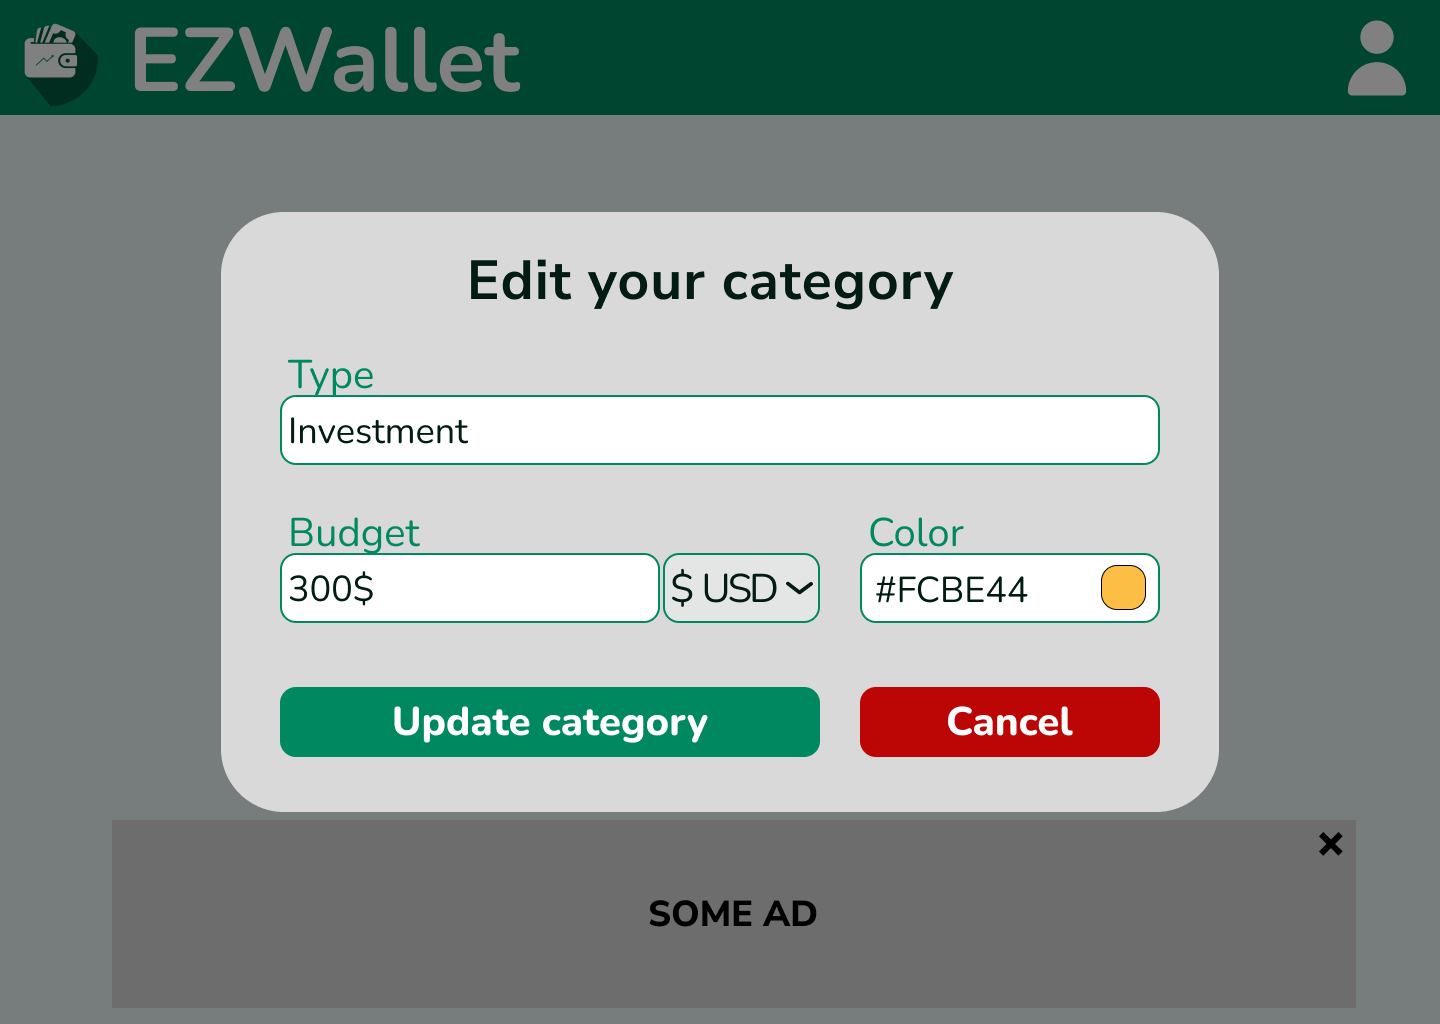 EZWallet
Edit your category
Type
Investment
Budget
Color
300$
$ USD
#FCBE44
Update category
Cancel
SOME AD